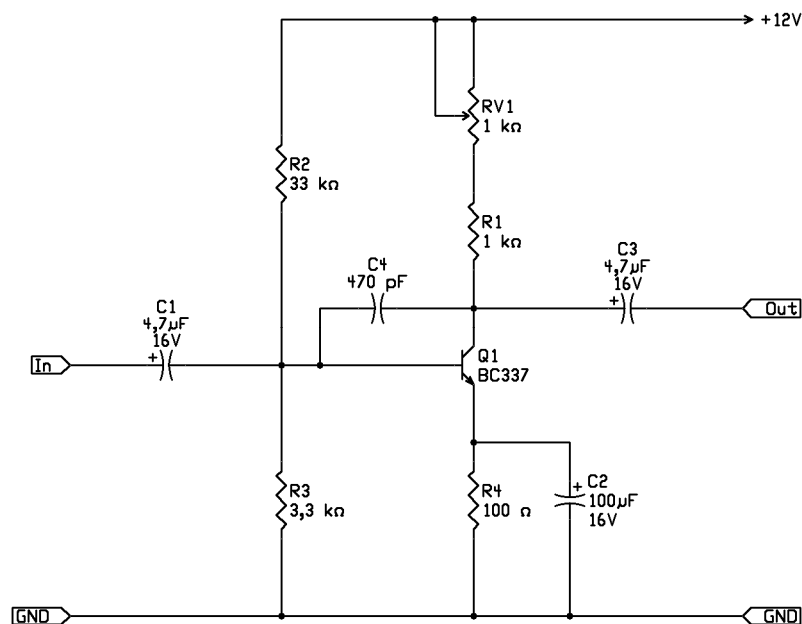 +12V
RV1
1 kΩ
R2
33 kΩ
R1
1 kΩ
C4
470 pF
C3
4,7µF
16V
+
Out
C1
4,7µF
16V
+
In
Q1
BC337
R3
3,3 kΩ
R4
100 Ω
+
C2
100µF
16V
GND
GND